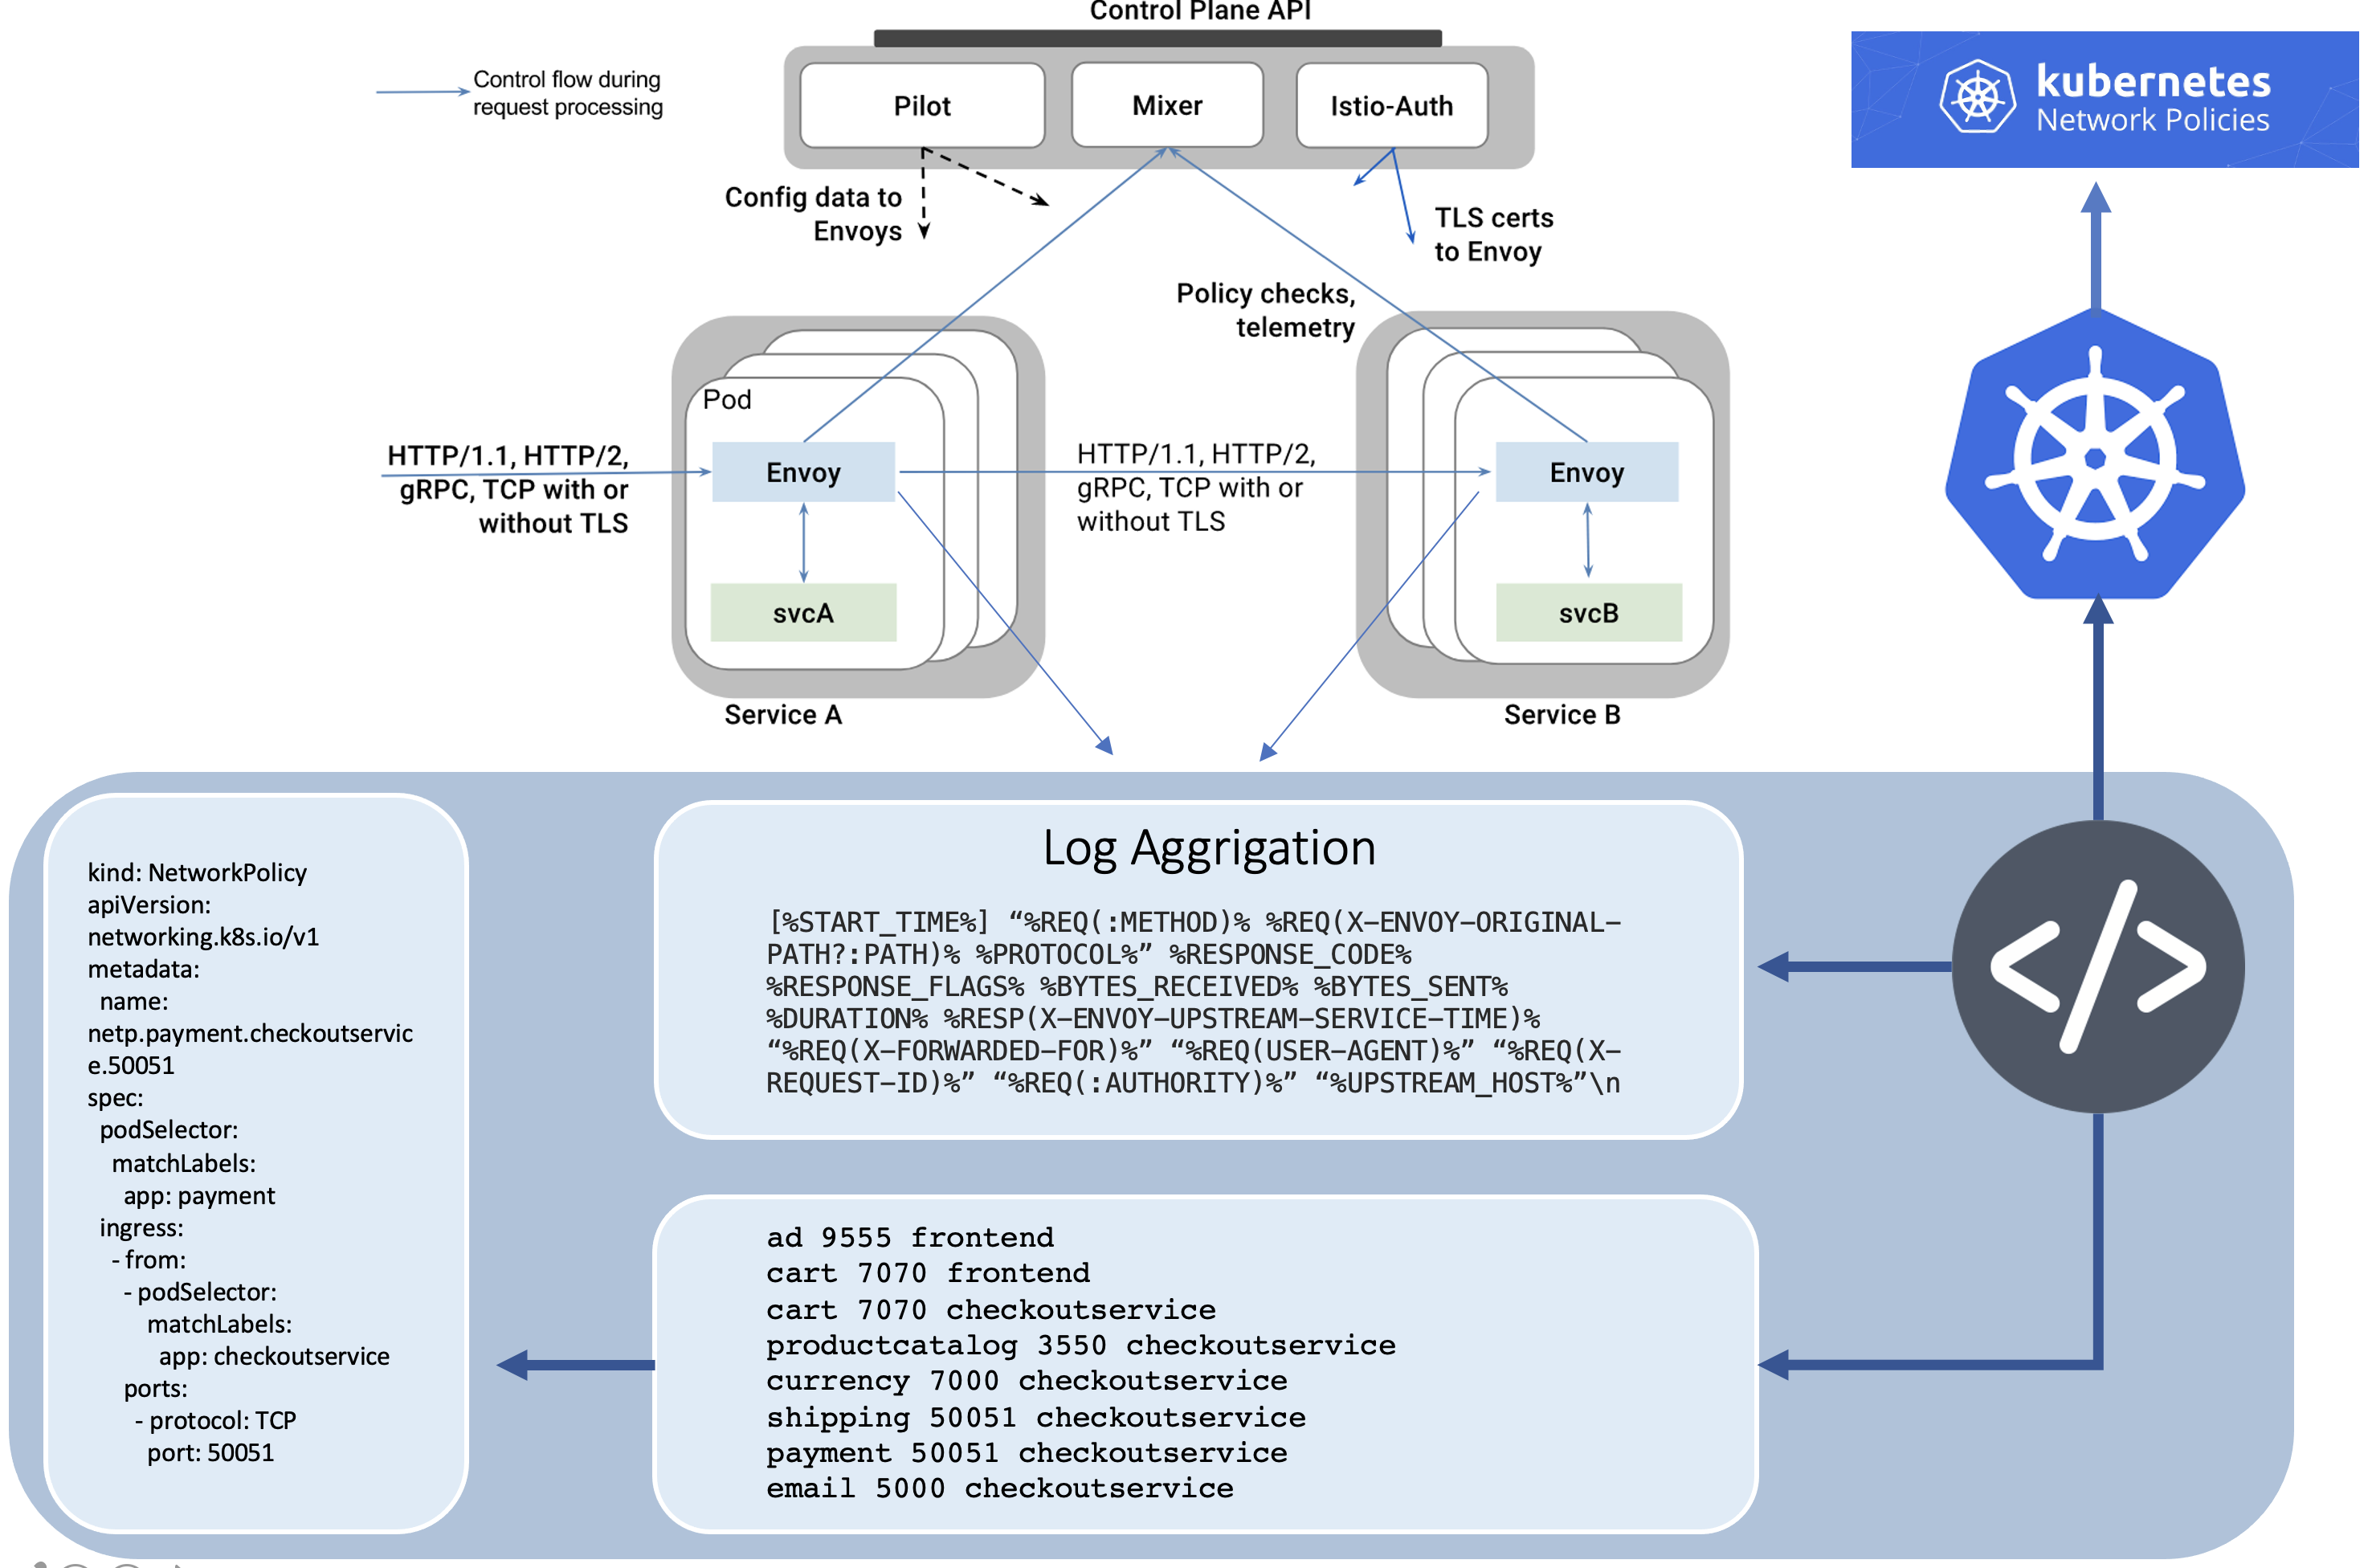 Control Plane API
Control flow during
request processing
Pilot
Mixer
Istio-Auth
kubernetes
Network Policies
Config data to
Envoys
TLS certs
to Envoy
Policy checks,
telemetry
Pod
HTTP/1.1, HTTP/2,
gRPC, TCP with or
without TLS
Envoy
HTTP/1.1, HTTP/2,
gRPC, TCP with or
without TLS
Envoy
svcA
svcB
Service A
Service B
kind: NetworkPolicy
apiVersion:
networking.k8s.io/v1
metadata:
name:
netp.payment.checkoutservic
e.50051
spec:
podSelector:
matchLabels:
app: payment
ingress:
- from:
- podSelector:
matchLabels:
app: checkoutservice
ports:
- protocol: TCP
port: 50051
Log Aggrigation
[%START_TIME%] “%REQ(:METHOD)% %REQ(X-ENVOY-ORIGINAL-
PATH?:PATH)% %PROTOCOL%” %RESPONSE_CODE%
%RESPONSE_FLAGS% %BYTES_RECEIVED% %BYTES_SENT%
%DURATION% %RESP(X-ENVOY-UPSTREAM-SERVICE-TIME)%
“%REQ(X-FORWARDED-FOR)%” “%REQ(USER-AGENT)%” “%REQ(X-
REQUEST-ID)%” “%REQ(:AUTHORITY)%” “%UPSTREAM_HOST%”\n
</>
ad 9555 frontend
cart 7070 frontend
cart 7070 checkoutservice
productcatalog 3550 checkoutservice
currency 7000 checkoutservice
shipping 50051 checkoutservice
payment 50051 checkoutservice
email 5000 checkoutservice